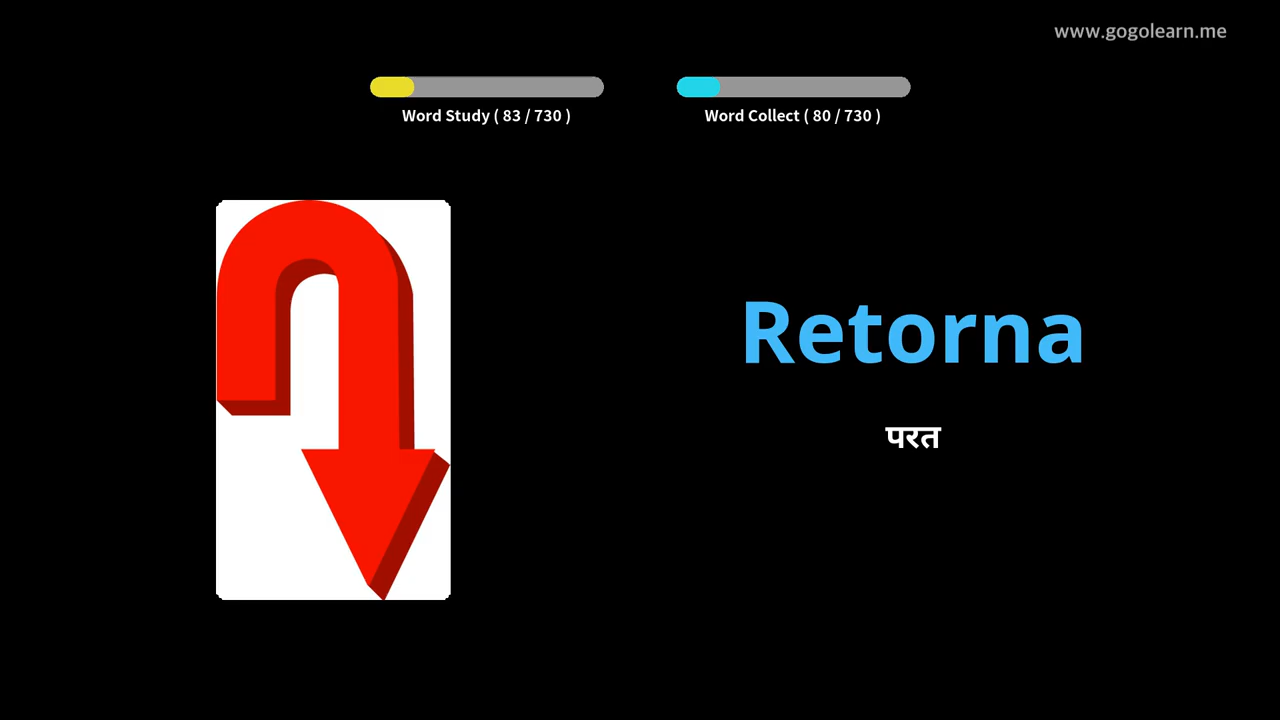 www.gogolearn.me
Word Study ( 83 / 730 )
Word Collect ( 80 / 730 )
Retorna
परत